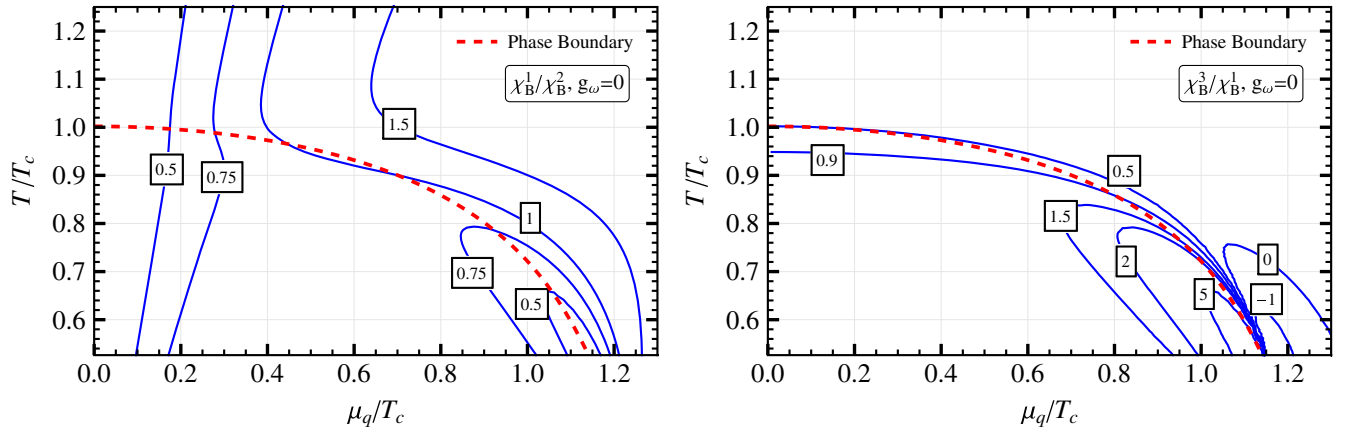 Phase Boundary
χ_B^1/χ_B^2, g_ω=0
1.2
1.1
1.0
0.9
0.8
0.7
0.6
T/T_c
0.5
0.75
1.5
1
0.75
0.5
0.0 0.2 0.4 0.6 0.8 1.0 1.2
μ_q/T_c
Phase Boundary
χ_B^3/χ_B^1, g_ω=0
1.2
1.1
1.0
0.9
0.8
0.7
0.6
T/T_c
0.9
0.5
1.5
2
5
0
−1
0.0 0.2 0.4 0.6 0.8 1.0 1.2
μ_q/T_c